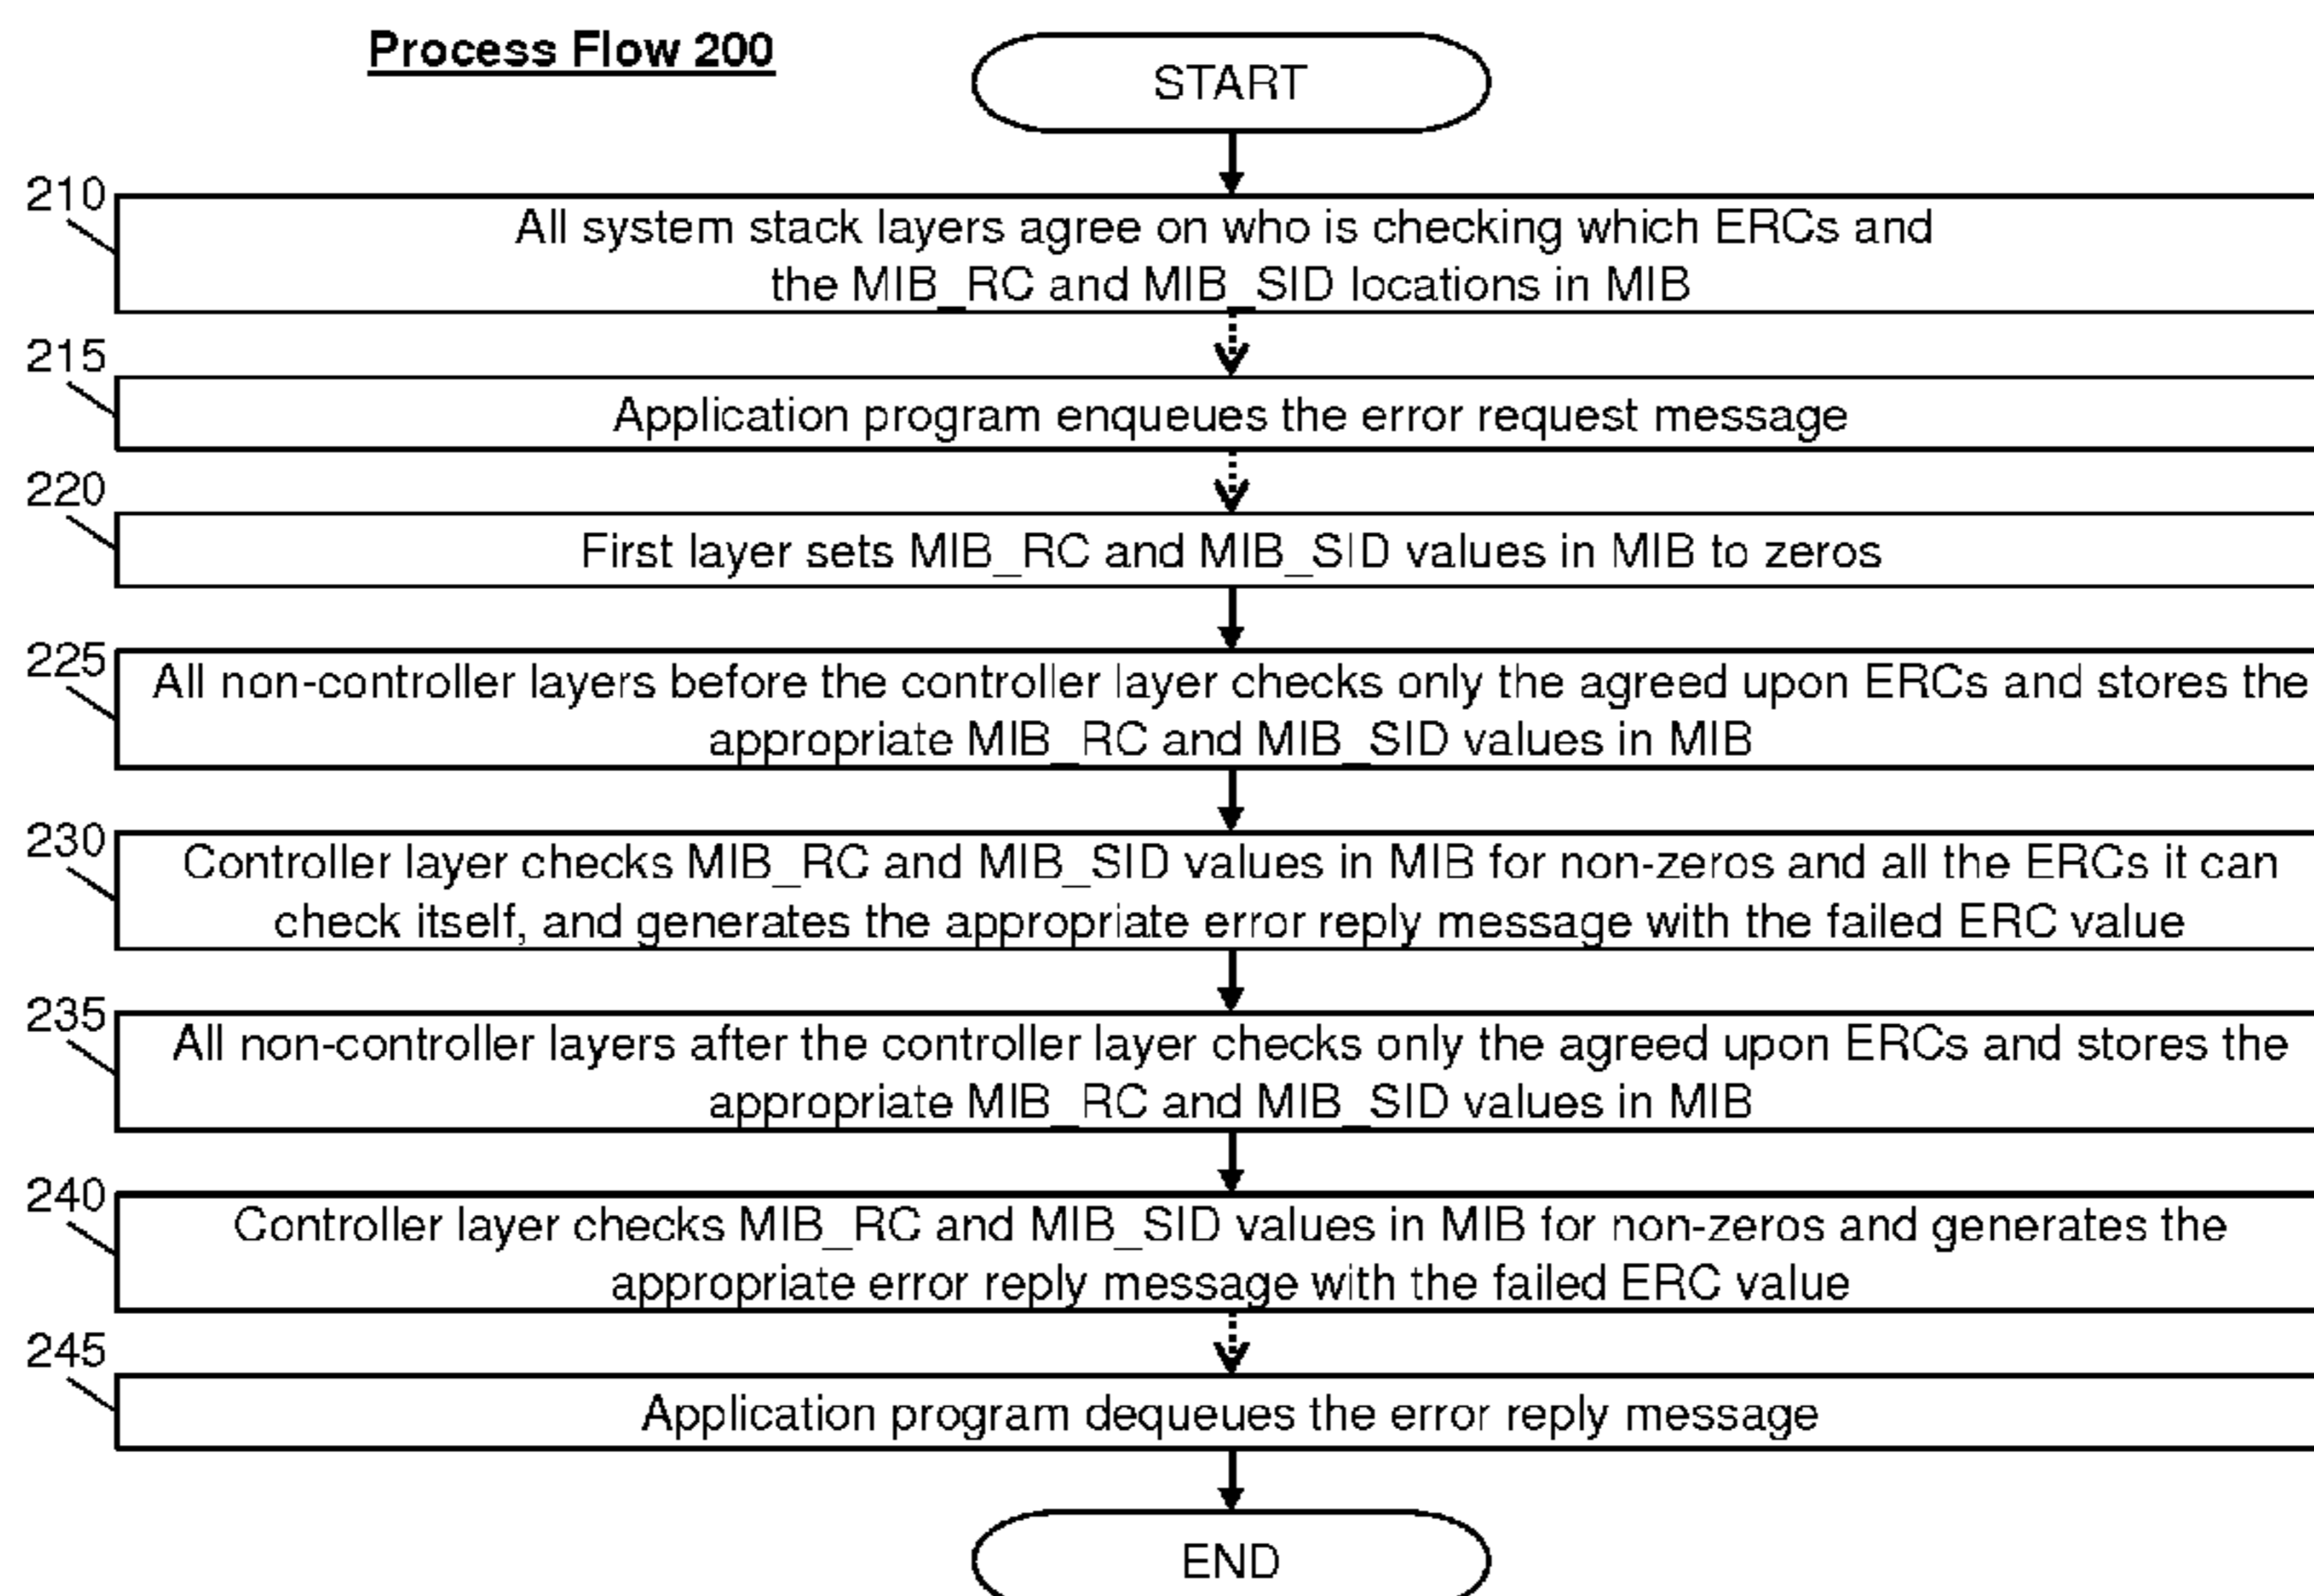 Process Flow 200
START
210
All system stack layers agree on who is checking which ERCs and
the MIB_RC and MIB_SID locations in MIB
215
Application program enqueues the error request message
220
First layer sets MIB_RC and MIB_SID values in MIB to zeros
225
All non-controller layers before the controller layer checks only the agreed upon ERCs and stores the
appropriate MIB_RC and MIB_SID values in MIB
230
Controller layer checks MIB_RC and MIB_SID values in MIB for non-zeros and all the ERCs it can
check itself, and generates the appropriate error reply message with the failed ERC value
235
All non-controller layers after the controller layer checks only the agreed upon ERCs and stores the
appropriate MIB_RC and MIB_SID values in MIB
240
Controller layer checks MIB_RC and MIB_SID values in MIB for non-zeros and generates the
appropriate error reply message with the failed ERC value
245
Application program dequeues the error reply message
END